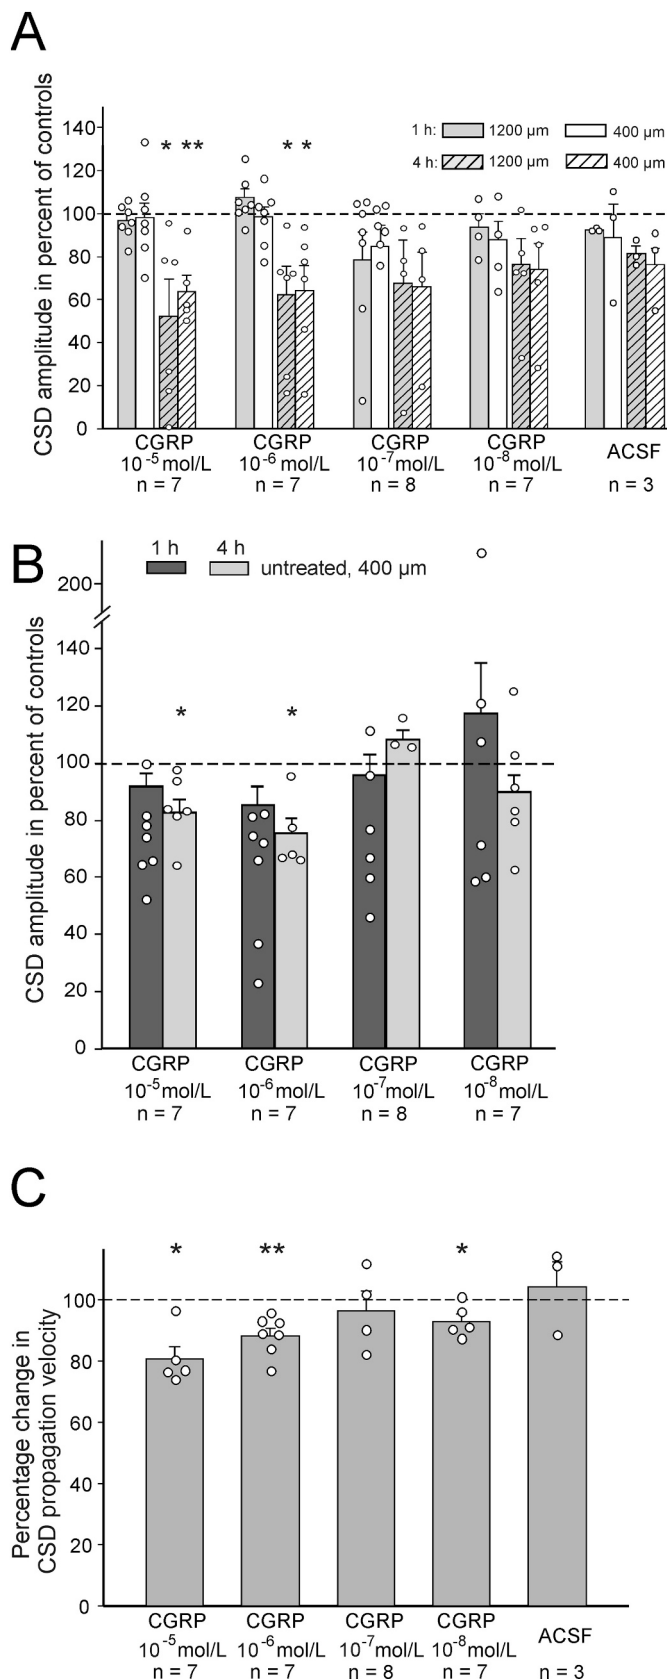 A
CSD amplitude in percent of controls
140
120
100
80
60
40
20
0
1 h: 1200 µm 400 µm
4 h: 1200 µm 400 µm
* ** * *
CGRP CGRP CGRP CGRP ACSF
10-5 mol/L 10-6 mol/L 10-7 mol/L 10-8 mol/L
n = 7 n = 7 n = 8 n = 7 n = 3
B
CSD amplitude in percent of controls
1 h 4 h
untreated, 400 µm
200
140
120
100
80
60
40
20
0
* *
CGRP CGRP CGRP CGRP
10-5 mol/L 10-6 mol/L 10-7 mol/L 10-8 mol/L
n = 7 n = 7 n = 8 n = 7
C
Percentage change in
CSD propagation velocity
* ** *
100
80
60
40
20
0
CGRP CGRP CGRP CGRP ACSF
10-5 mol/L 10-6 mol/L 10-7 mol/L 10-8 mol/L
n = 7 n = 7 n = 8 n = 7 n = 3